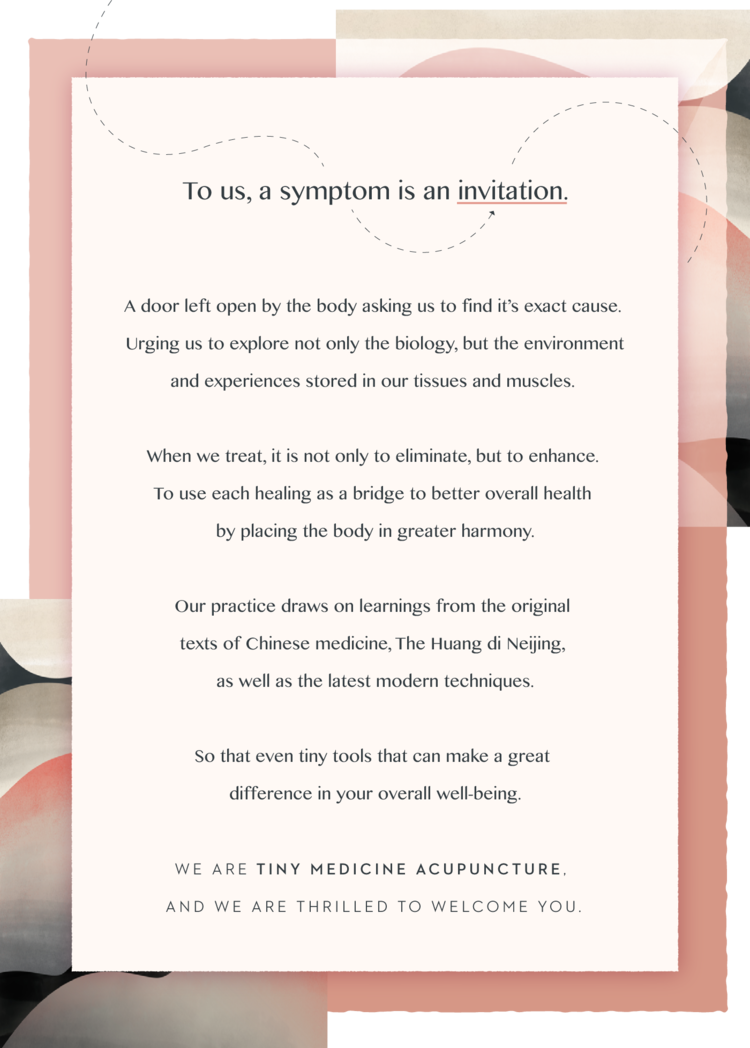 To us, a symptom is an invitation.
A door left open by the body asking us to find it’s exact cause.
Urging us to explore not only the biology, but the environment
and experiences stored in our tissues and muscles.
When we treat, it is not only to eliminate, but to enhance.
To use each healing as a bridge to better overall health
by placing the body in greater harmony.
Our practice draws on learnings from the original
texts of Chinese medicine, The Huang di Neijing,
as well as the latest modern techniques.
So that even tiny tools that can make a great
difference in your overall well-being.
WE ARE TINY MEDICINE ACUPUNCTURE,
AND WE ARE THRILLED TO WELCOME YOU.